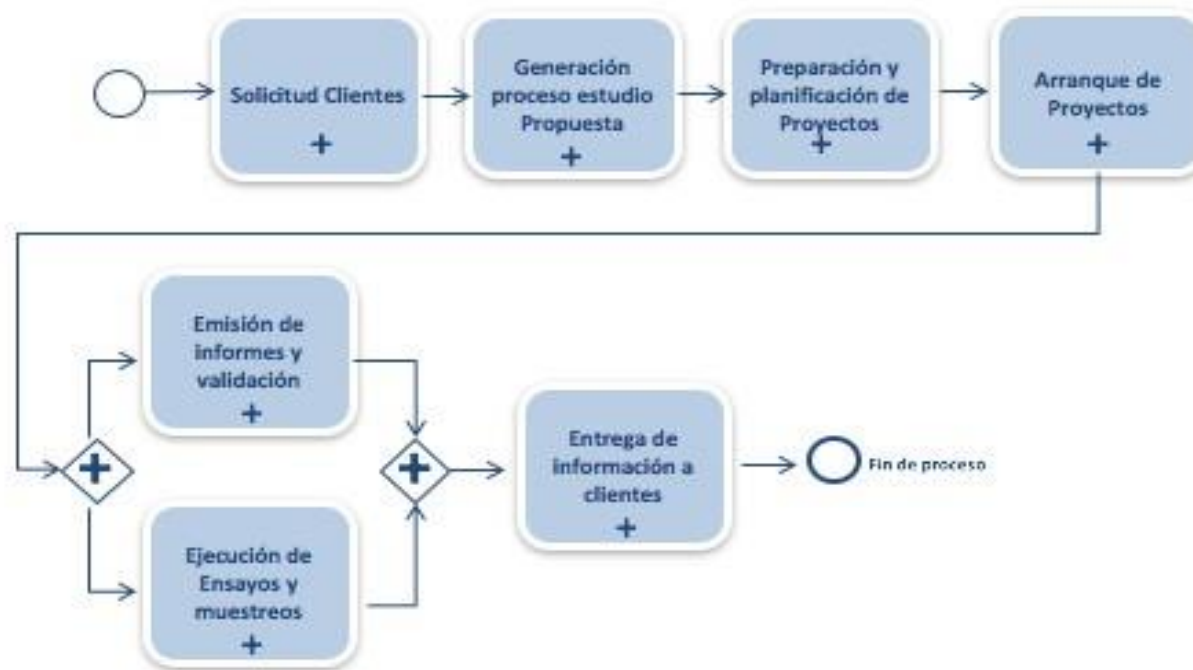 Solicitud Clientes
Generación
proceso estudio
Propuesta
Preparación y
planificación de
Proyectos
Arranque de
Proyectos
Emisión de
informes y
validación
Ejecución de
Ensayos y
muestreos
Entrega de
información a
clientes
Fin de proceso